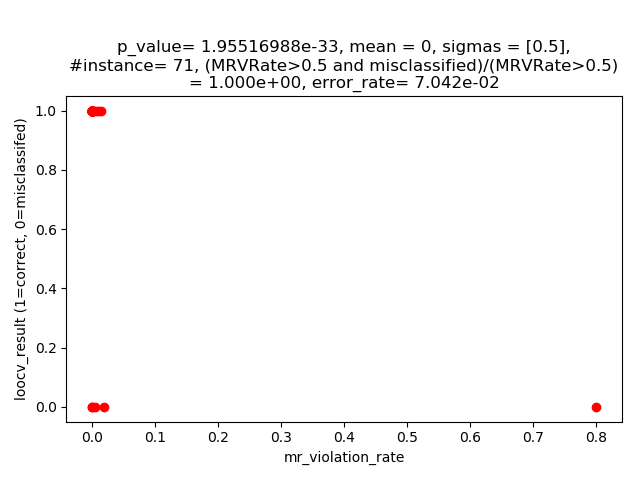 p_value= 1.95516988e-33, mean = 0, sigmas = [0.5],
#instance= 71, (MRVRate>0.5 and misclassified)/(MRVRate>0.5)
= 1.000e+00, error_rate= 7.042e-02
1.0
0.8
0.6
0.4
0.2
0.0
loocv_result (1=correct, 0=misclassifed)
0.0 0.1 0.2 0.3 0.4 0.5 0.6 0.7 0.8
mr_violation_rate